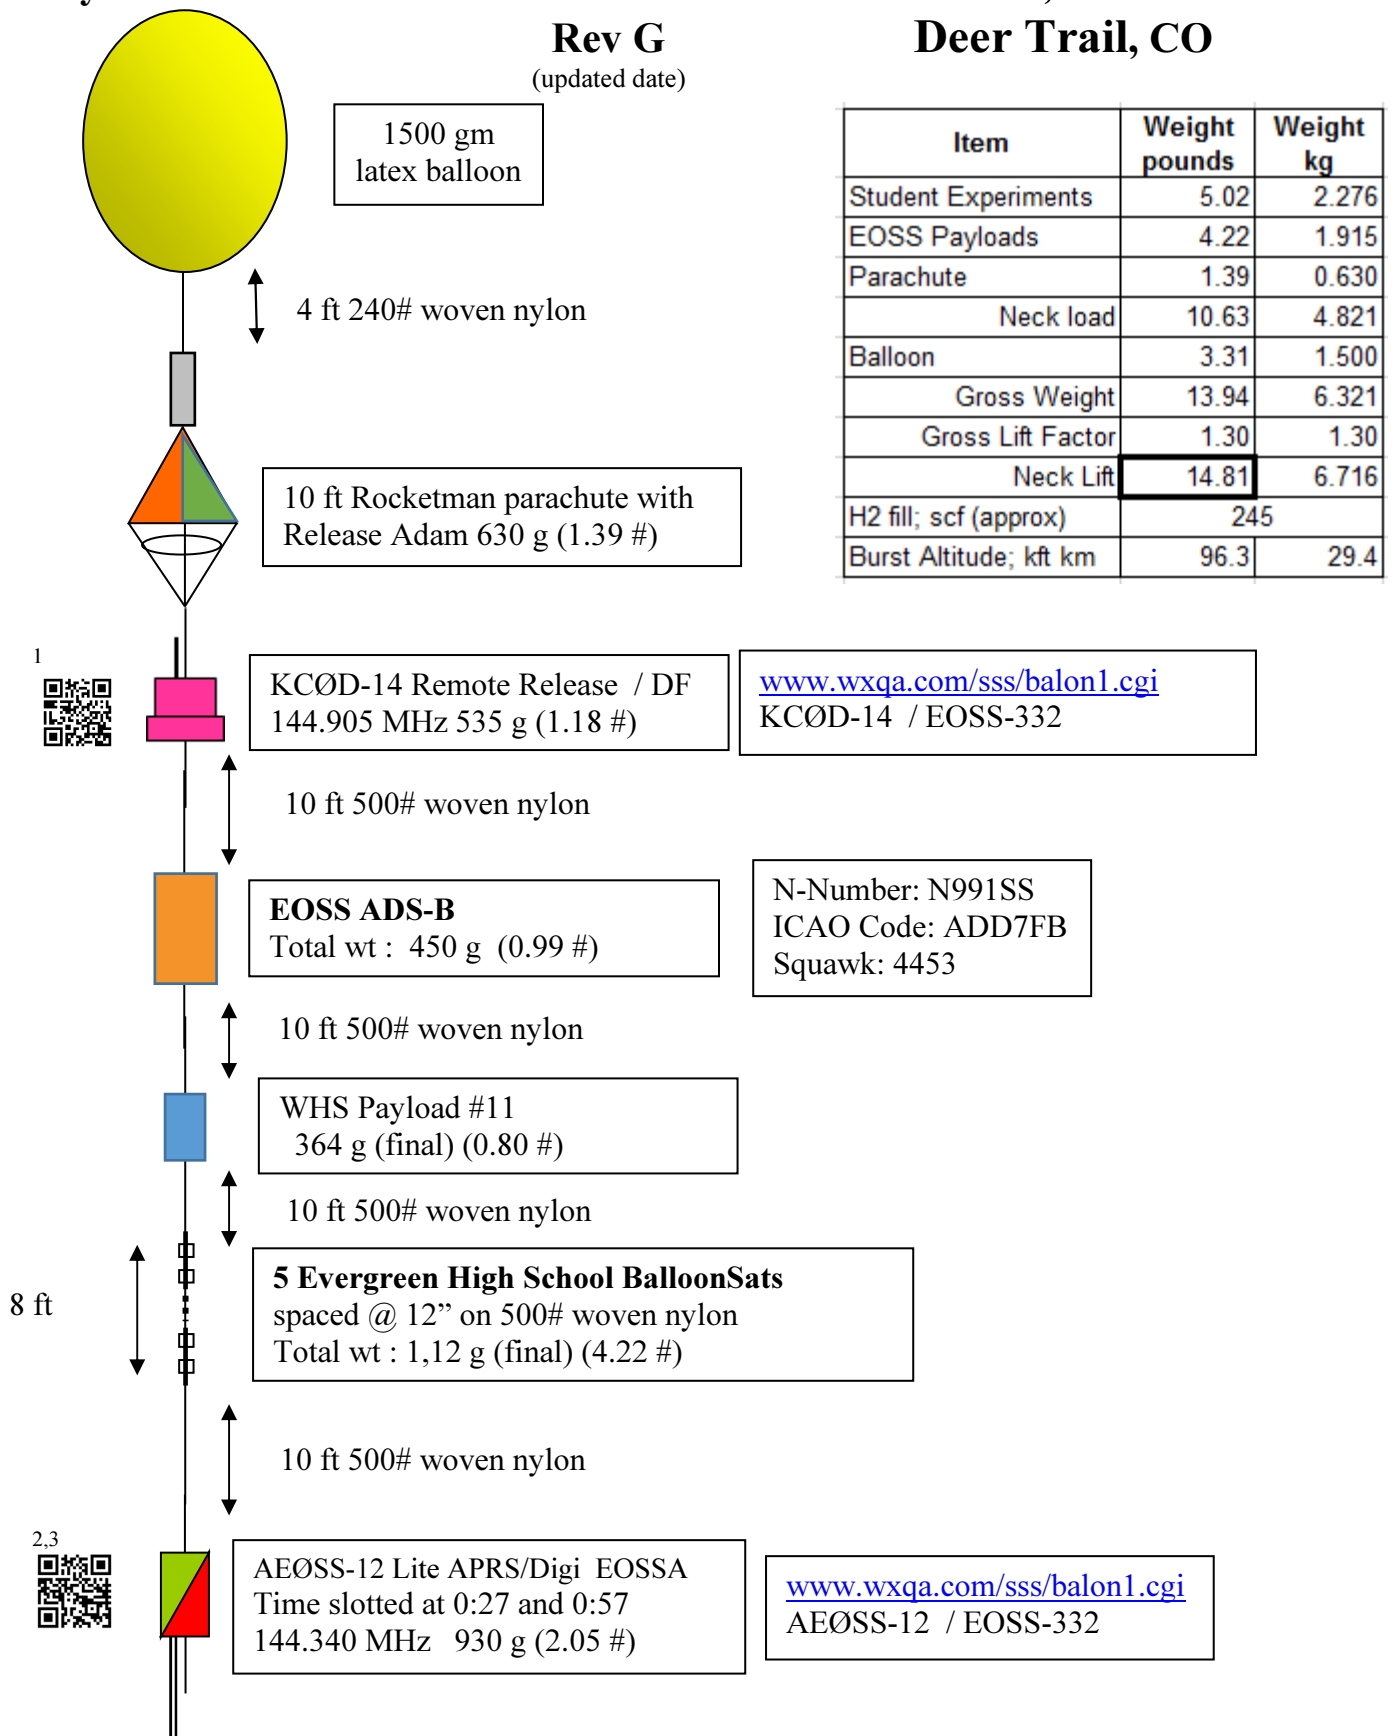 Rev G
(updated date)
Deer Trail, CO
1500 gm
latex balloon
Item Weight pounds Weight kg
Student Experiments 5.02 2.276
EOSS Payloads 4.22 1.915
Parachute 1.39 0.630
Neck load 10.63 4.821
Balloon 3.31 1.500
Gross Weight 13.94 6.321
Gross Lift Factor 1.30 1.30
Neck Lift 14.81 6.716
H2 fill; scf (approx) 245
Burst Altitude; kft km 96.3 29.4
4 ft 240# woven nylon
10 ft Rocketman parachute with
Release Adam 630 g (1.39 #)
1
KCØD-14 Remote Release / DF
144.905 MHz 535 g (1.18 #)
www.wxqa.com/sss/balon1.cgi
KCØD-14 / EOSS-332
10 ft 500# woven nylon
EOSS ADS-B
Total wt : 450 g (0.99 #)
N-Number: N991SS
ICAO Code: ADD7FB
Squawk: 4453
10 ft 500# woven nylon
WHS Payload #11
364 g (final) (0.80 #)
10 ft 500# woven nylon
8 ft
5 Evergreen High School BalloonSats
spaced @ 12” on 500# woven nylon
Total wt : 1,12 g (final) (4.22 #)
10 ft 500# woven nylon
2,3
AEØSS-12 Lite APRS/Digi EOSSA
Time slotted at 0:27 and 0:57
144.340 MHz 930 g (2.05 #)
www.wxqa.com/sss/balon1.cgi
AEØSS-12 / EOSS-332